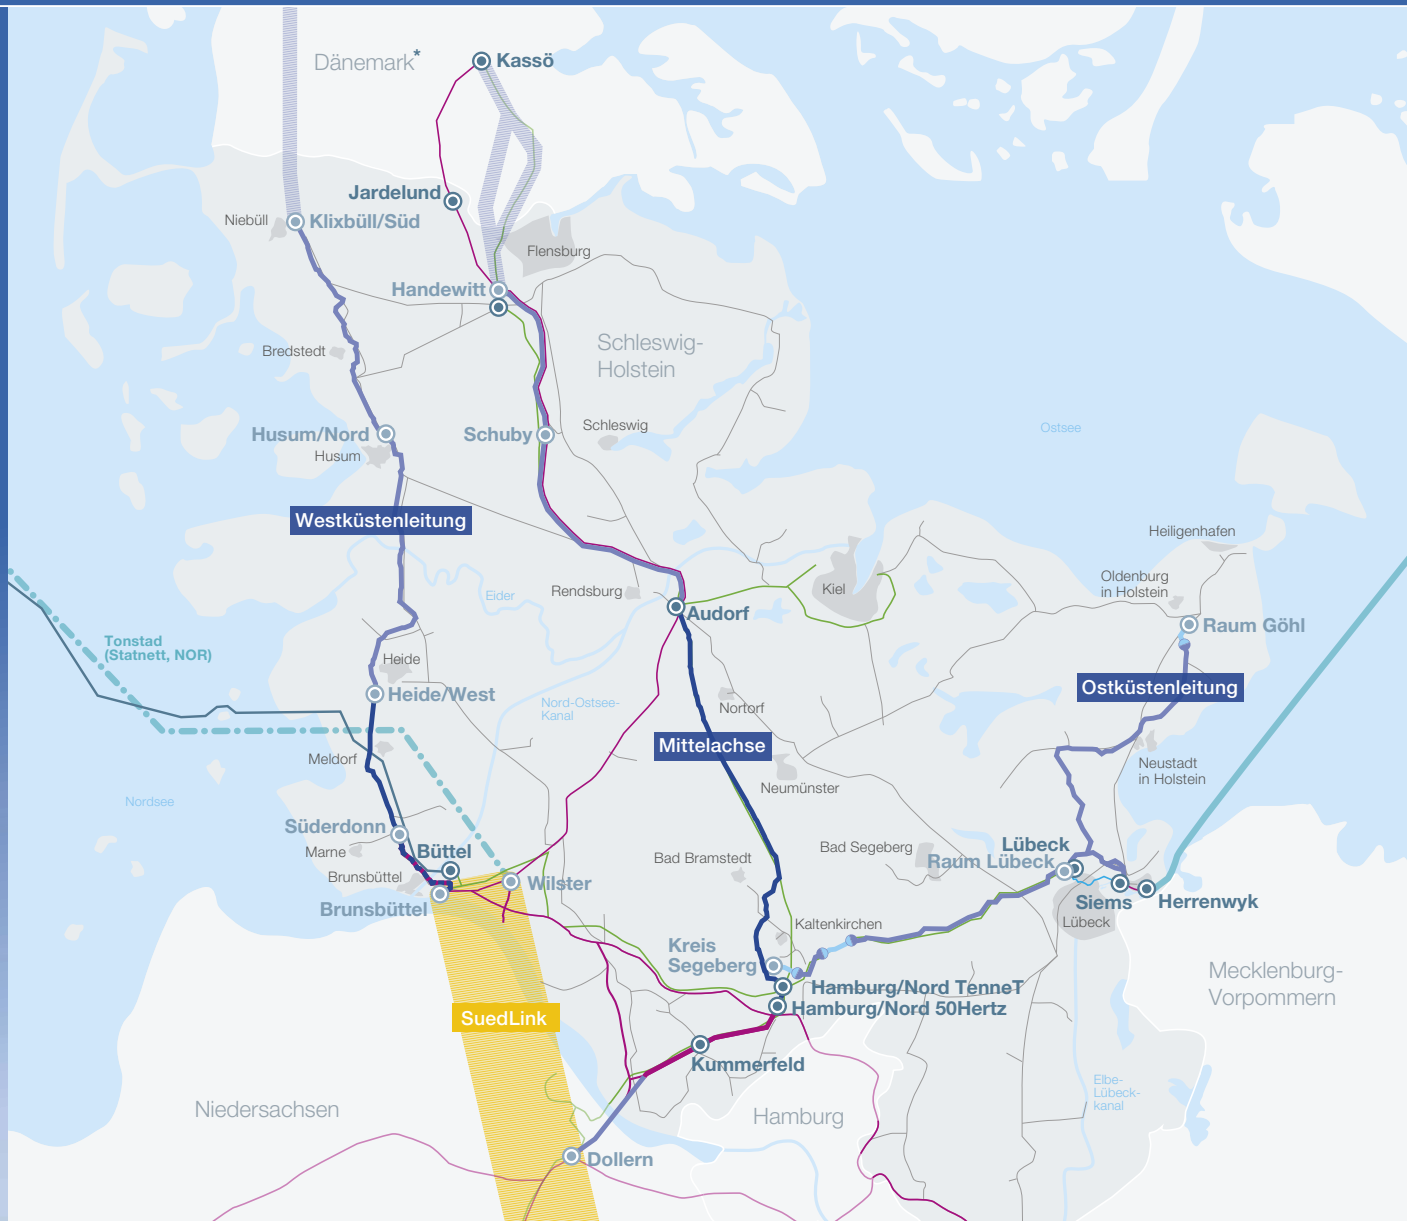 Dänemark*
Kassö
Jardelund
Niebüll
Klixbüll/Süd
Flensburg
Handewitt
Schleswig-
Holstein
Bredstedt
Husum/Nord
Husum
Schuby
Schleswig
Ostsee
Westküstenleitung
Heiligenhafen
Oldenburg
in Holstein
Eider
Rendsburg
Kiel
Audorf
Raum Göhl
Tonstad
(Statnett, NOR)
Heide
Heide/West
Ostküstenleitung
Nord-Ostsee-
Kanal
Nortorf
Mittelachse
Meldorf
Neustadt
in Holstein
Neumünster
Nordsee
Süderdonn
Marne
Büttel
Bad Bramstedt
Bad Segeberg
Lübeck
Raum Lübeck
Brunsbüttel
Wilster
Brunsbüttel
Siems
Herrenwyk
Lübeck
Kaltenkirchen
Kreis
Segeberg
Hamburg/Nord TenneT
Hamburg/Nord 50Hertz
Mecklenburg-
Vorpommern
SuedLink
Kummerfeld
Elbe-
Lübeck-
kanal
Niedersachsen
Hamburg
Dollern